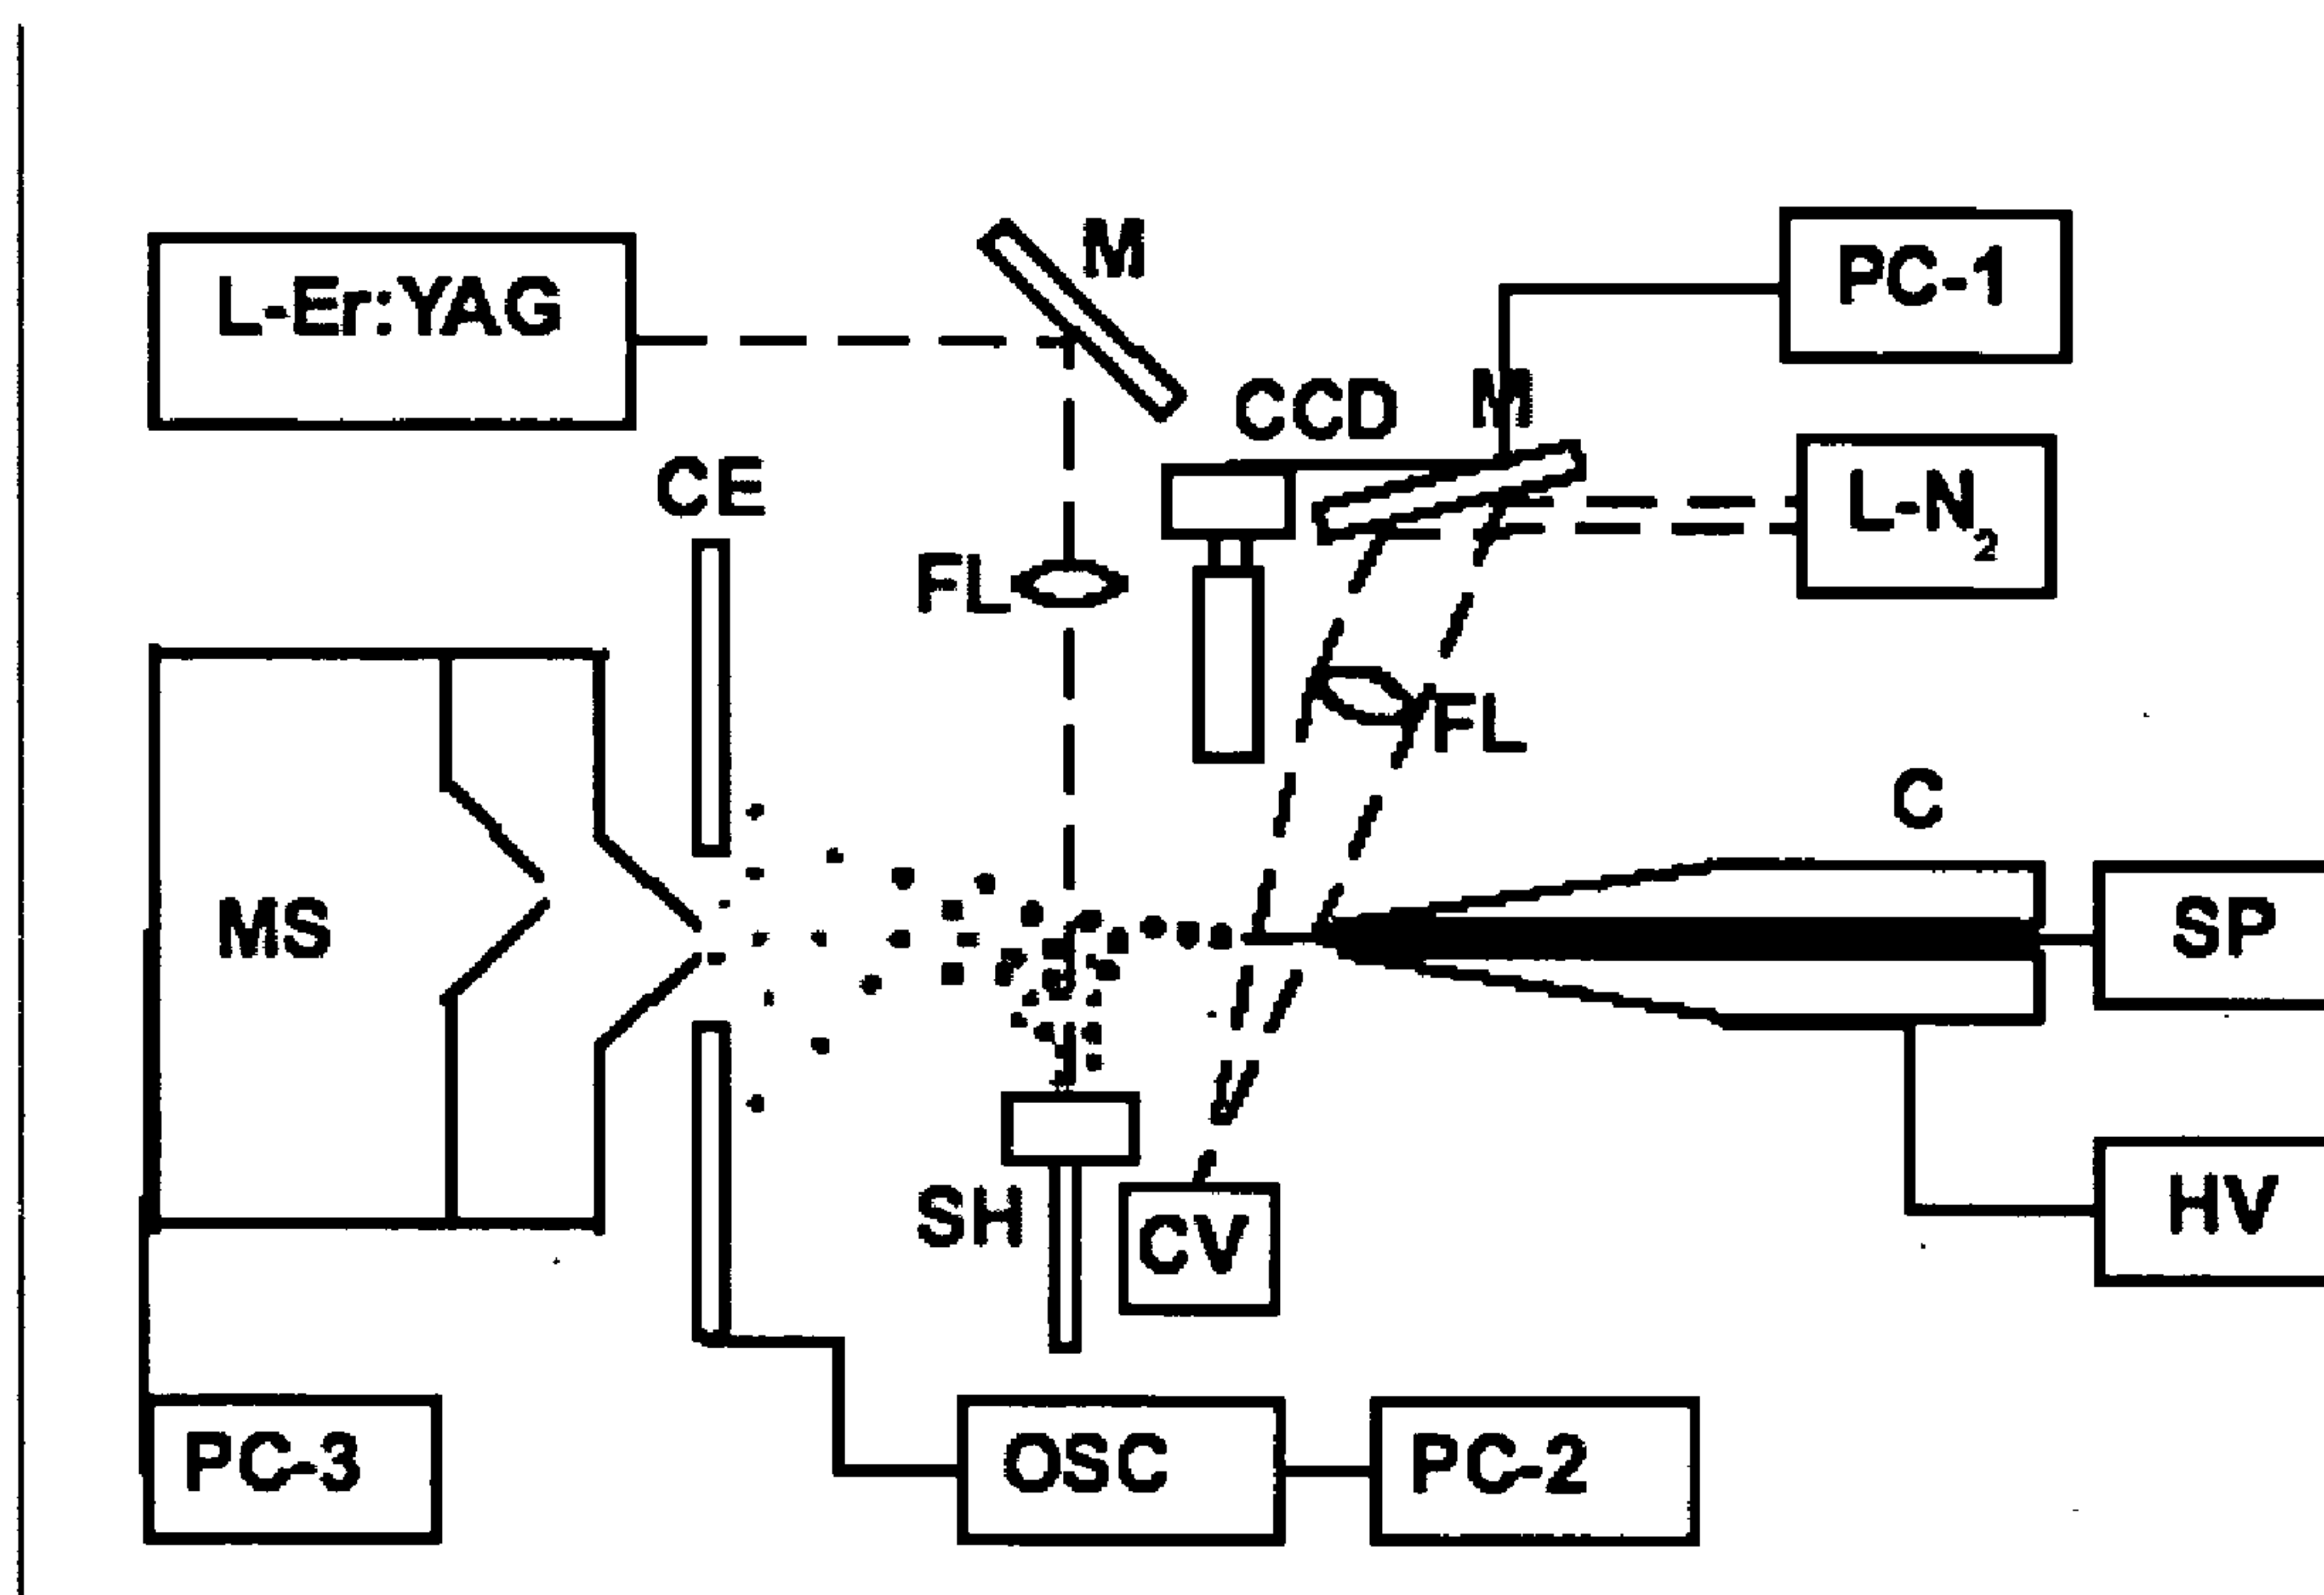 M
L-Er:YAG
PC-1
CCD
M
CE
L-N₂
FL
FL
C
MS
SP
SH
CV
HV
PC-3
OSC
PC-2